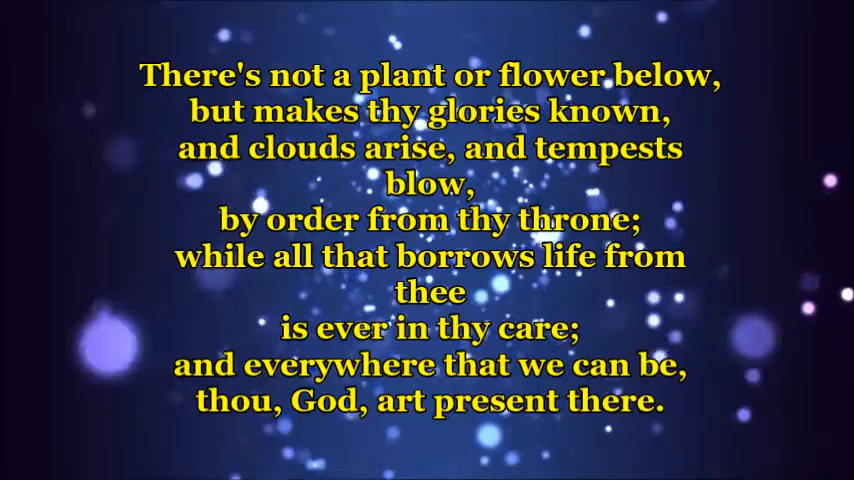 There's not a plant or flower below,
but makes thy glories known,
and clouds arise, and tempests
blow,
by order from thy throne;
while all that borrows life from
thee
is ever in thy care;
and everywhere that we can be,
thou, God, art present there.